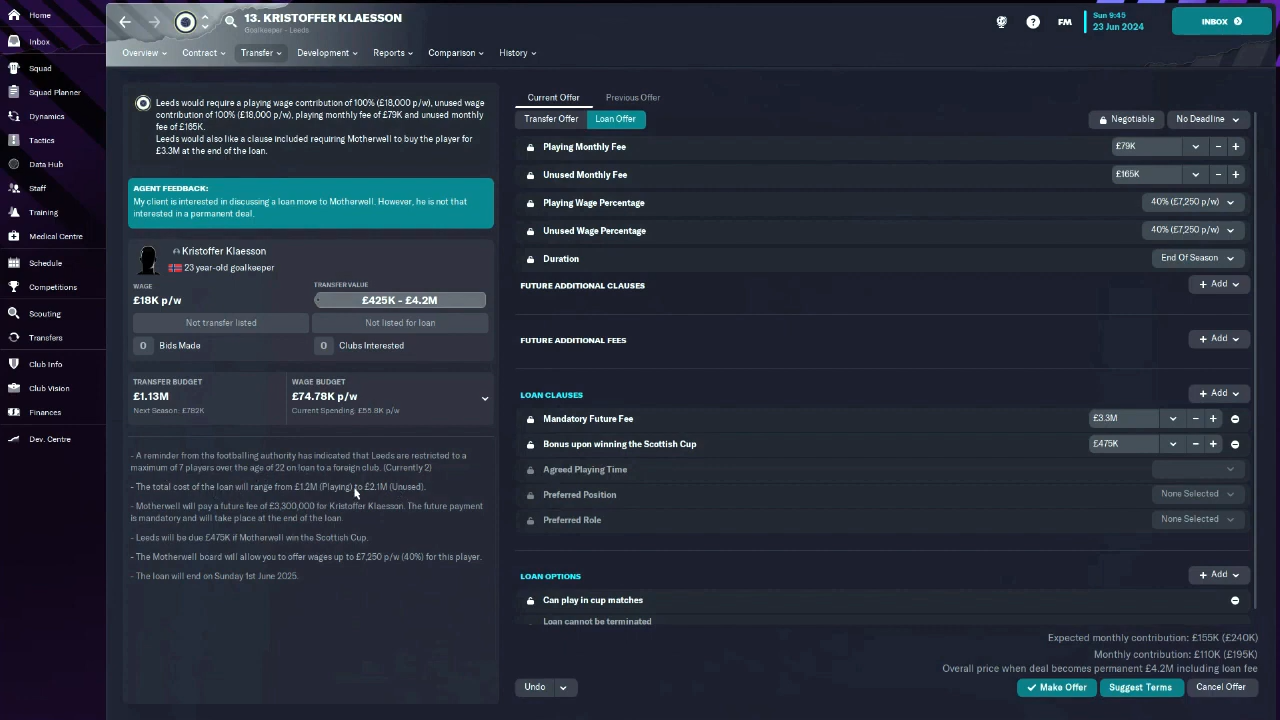 Home
Inbox
Squad
Squad Planner
Dynamics
Tactics
Data Hub
Staff
Training
Medical Centre
Schedule
Competitions
Scouting
Transfers
Club Info
Club Vision
Finances
Dev. Centre
13. KRISTOFFER KLAESSON
Goalkeeper - Leeds
FM
Sun 9:45
23 Jun 2024
INBOX
Overview
Contract
Transfer
Development
Reports
Comparison
History
Leeds would require a playing wage contribution of 100% (£18,000 p/w), unused wage
contribution of 100% (£18,000 p/w), playing monthly fee of £79K and unused monthly
fee of £165K.
Leeds would also like a clause included requiring Motherwell to buy the player for
£3.3M at the end of the loan.
AGENT FEEDBACK:
My client is interested in discussing a loan move to Motherwell. However, he is not that
interested in a permanent deal.
Kristoffer Klaesson
23 year-old goalkeeper
WAGE
£18K p/w
TRANSFER VALUE
£425K - £4.2M
Not transfer listed
Not listed for loan
0 Bids Made
0 Clubs Interested
TRANSFER BUDGET
£1.13M
Next Season: £782K
WAGE BUDGET
£74.78K p/w
Current Spending: £55.8K p/w
- A reminder from the footballing authority has indicated that Leeds are restricted to a
maximum of 7 players over the age of 22 on loan to a foreign club. (Currently 2)
- The total cost of the loan will range from £1.2M (Playing) to £2.1M (Unused).
- Motherwell will pay a future fee of £3,300,000 for Kristoffer Klaesson. The future payment
is mandatory and will take place at the end of the loan.
- Leeds will be due £475K if Motherwell win the Scottish Cup.
- The Motherwell board will allow you to offer wages up to £7,250 p/w (40%) for this player.
- The loan will end on Sunday 1st June 2025.
Current Offer
Previous Offer
Transfer Offer
Loan Offer
Negotiable
No Deadline
Playing Monthly Fee £79K - +
Unused Monthly Fee £165K - +
Playing Wage Percentage 40% (£7,250 p/w)
Unused Wage Percentage 40% (£7,250 p/w)
Duration End Of Season
FUTURE ADDITIONAL CLAUSES + Add
FUTURE ADDITIONAL FEES + Add
LOAN CLAUSES + Add
Mandatory Future Fee £3.3M - +
Bonus upon winning the Scottish Cup £475K - +
Agreed Playing Time
Preferred Position None Selected
Preferred Role None Selected
LOAN OPTIONS + Add
Can play in cup matches
Loan cannot be terminated
Expected monthly contribution: £155K (£240K)
Monthly contribution: £110K (£195K)
Overall price when deal becomes permanent £4.2M including loan fee
Undo
Make Offer
Suggest Terms
Cancel Offer